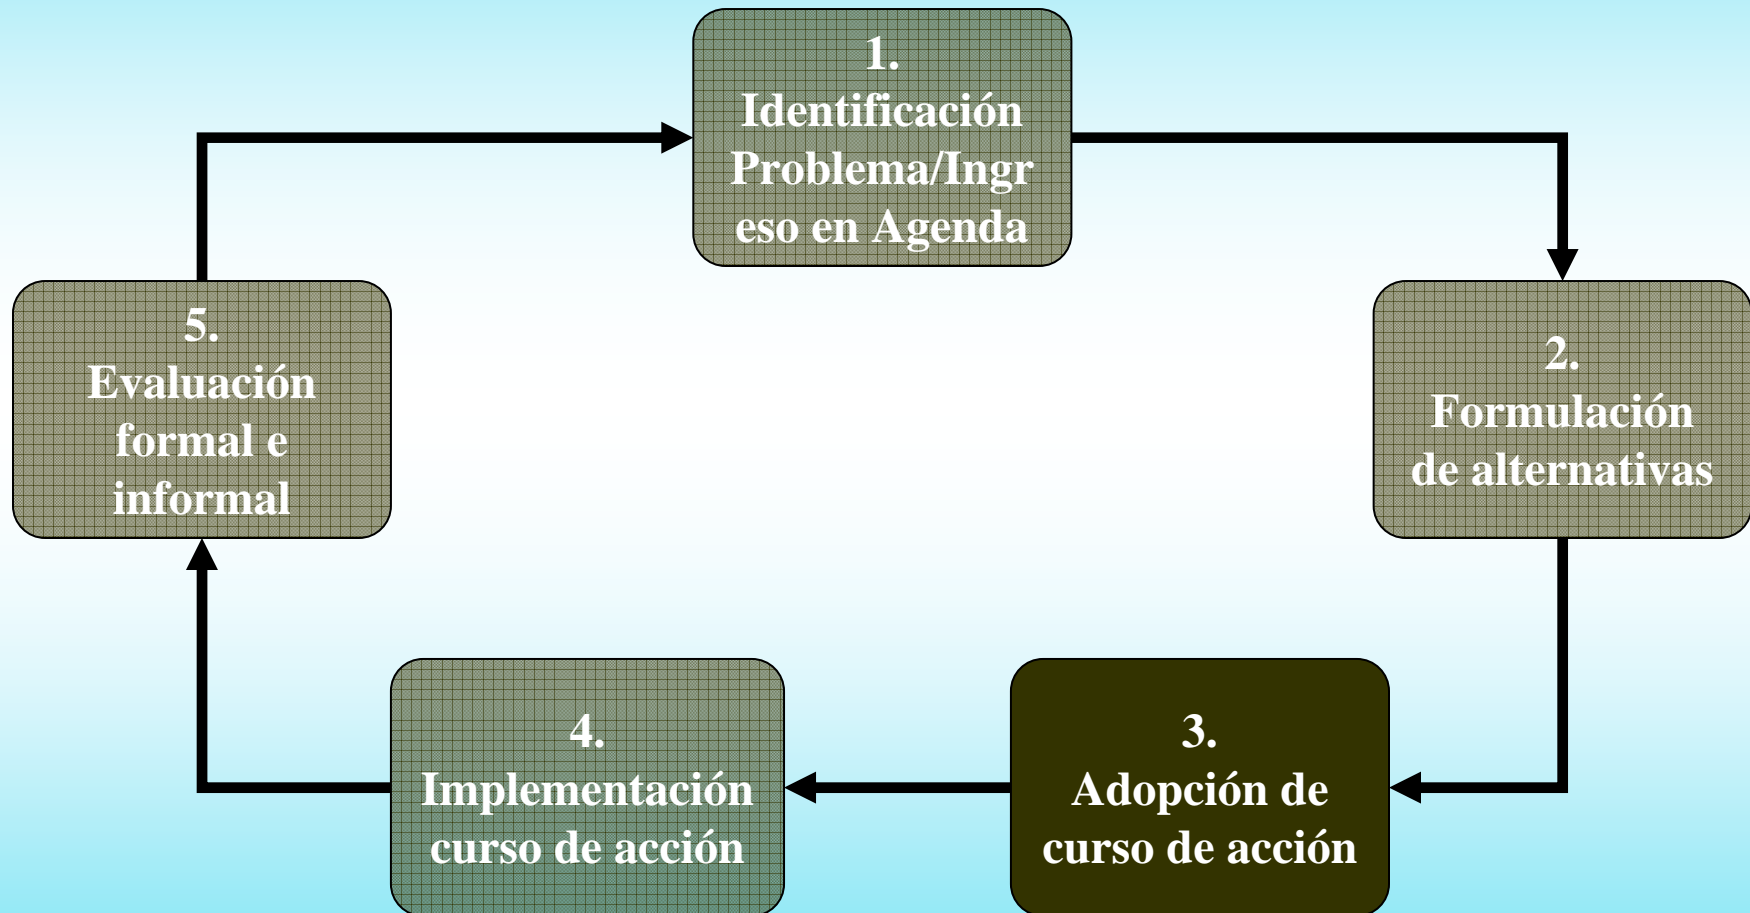 1.
Identificación
Problema/Ingr
eso en Agenda
2.
Formulación
de alternativas
3.
Adopción de
curso de acción
4.
Implementación
curso de acción
5.
Evaluación
formal e
informal